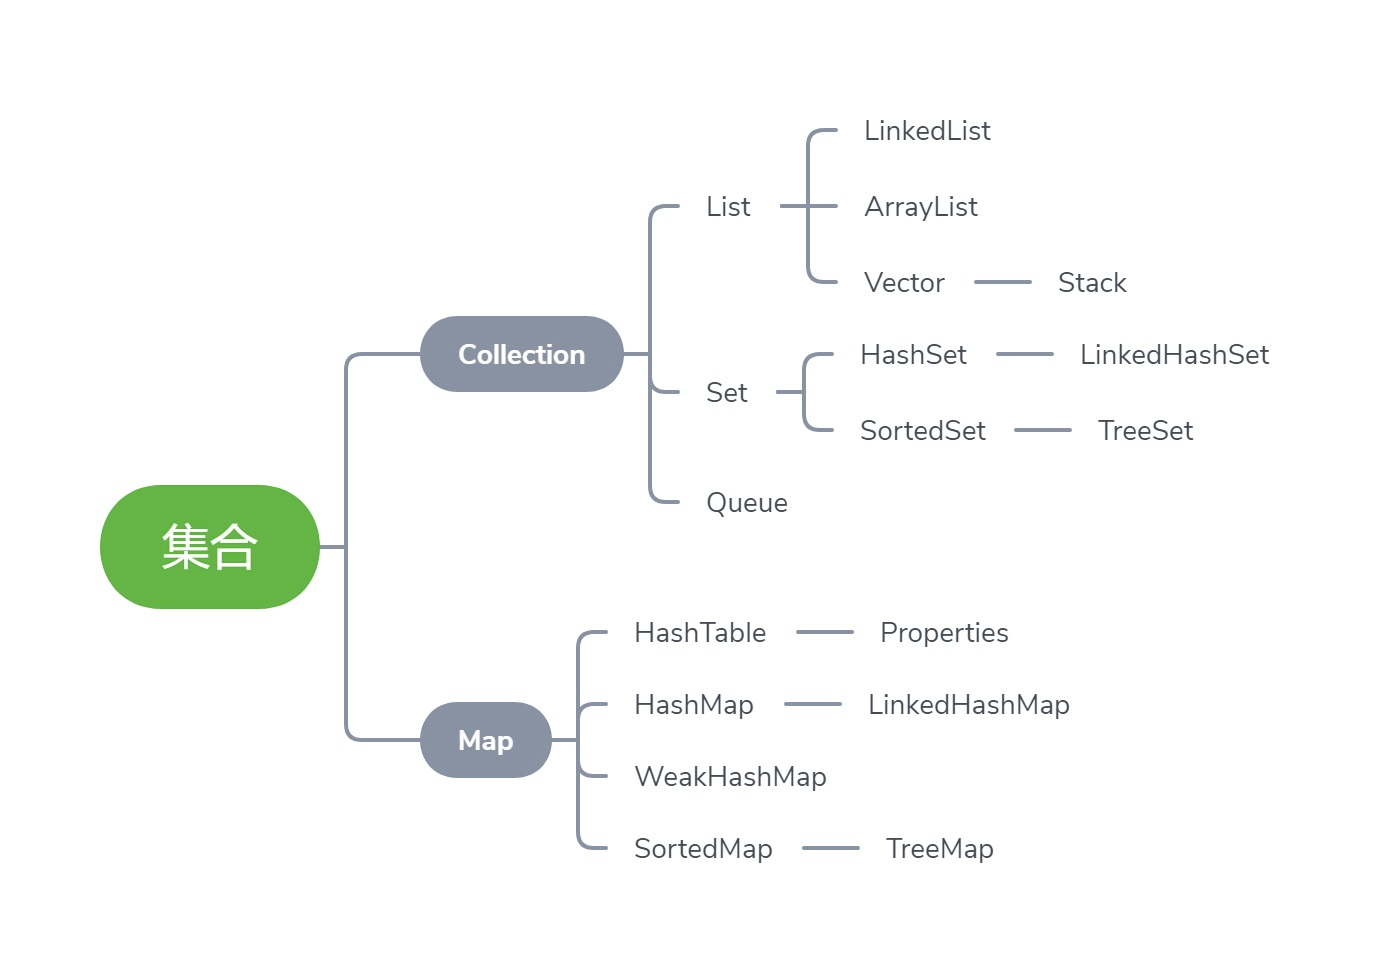 集合
Collection
List
LinkedList
ArrayList
Vector
Stack
Set
HashSet
LinkedHashSet
SortedSet
TreeSet
Queue
Map
HashTable
Properties
HashMap
LinkedHashMap
WeakHashMap
SortedMap
TreeMap